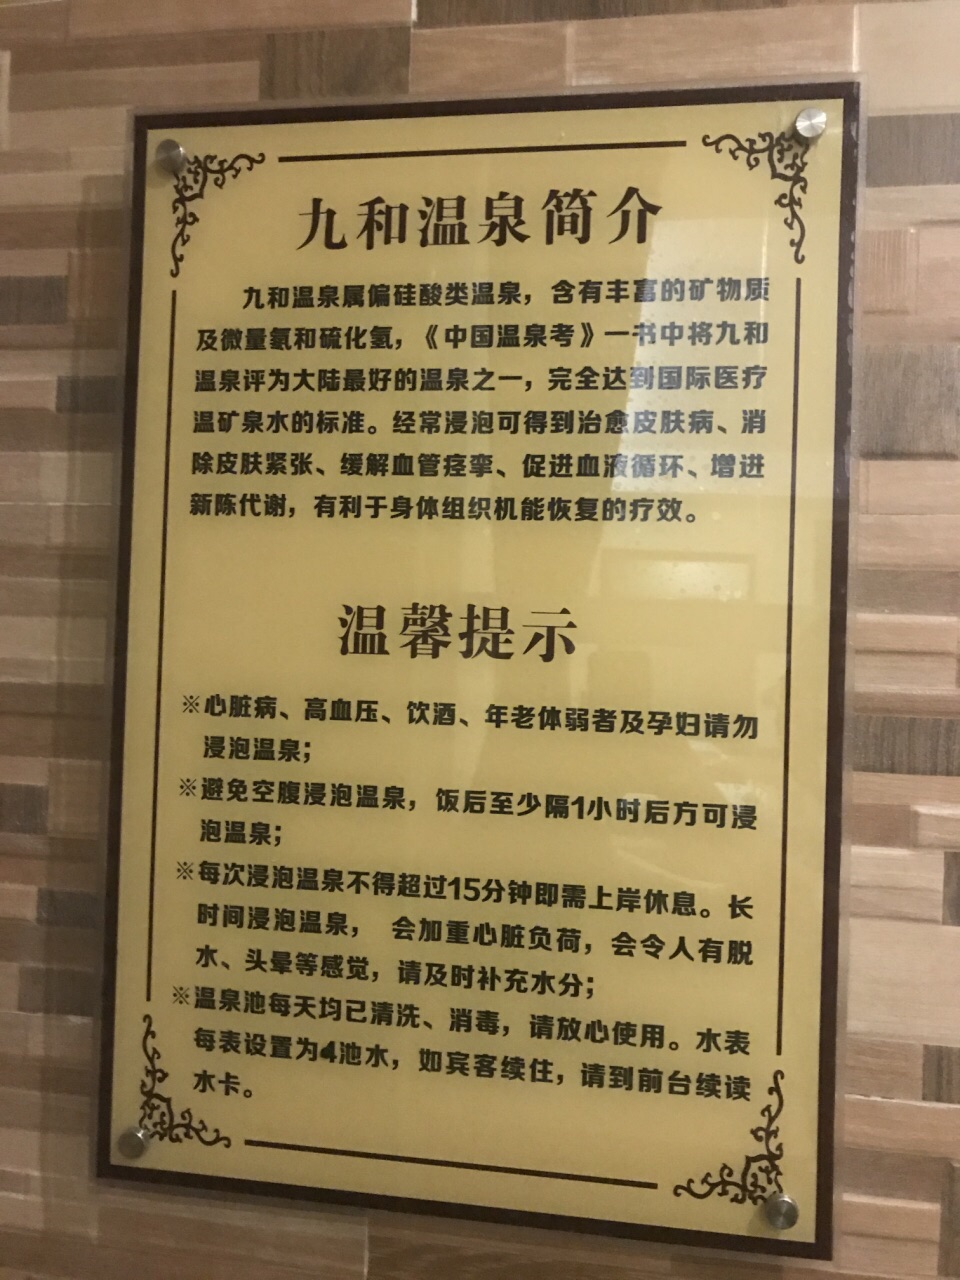 九和温泉简介
九和温泉属偏硅酸类温泉，含有丰富的矿物质
及微量氡和硫化氢，《中国温泉考》一书中将九和
温泉评为大陆最好的温泉之一，完全达到国际医疗
温矿泉水的标准。经常浸泡可得到治愈皮肤病、消
除皮肤紧张、缓解血管痉挛、促进血液循环、增进
新陈代谢，有利于身体组织机能恢复的疗效。
温馨提示
※心脏病、高血压、饮酒、年老体弱者及孕妇请勿
浸泡温泉；
※避免空腹浸泡温泉，饭后至少隔1小时后方可浸
泡温泉；
※每次浸泡温泉不得超过15分钟即需上岸休息。长
时间浸泡温泉， 会加重心脏负荷，会令人有脱
水、头晕等感觉，请及时补充水分；
※温泉池每天均已清洗、消毒，请放心使用。水表
每表设置为4池水，如宾客续住，请到前台续读
水卡。